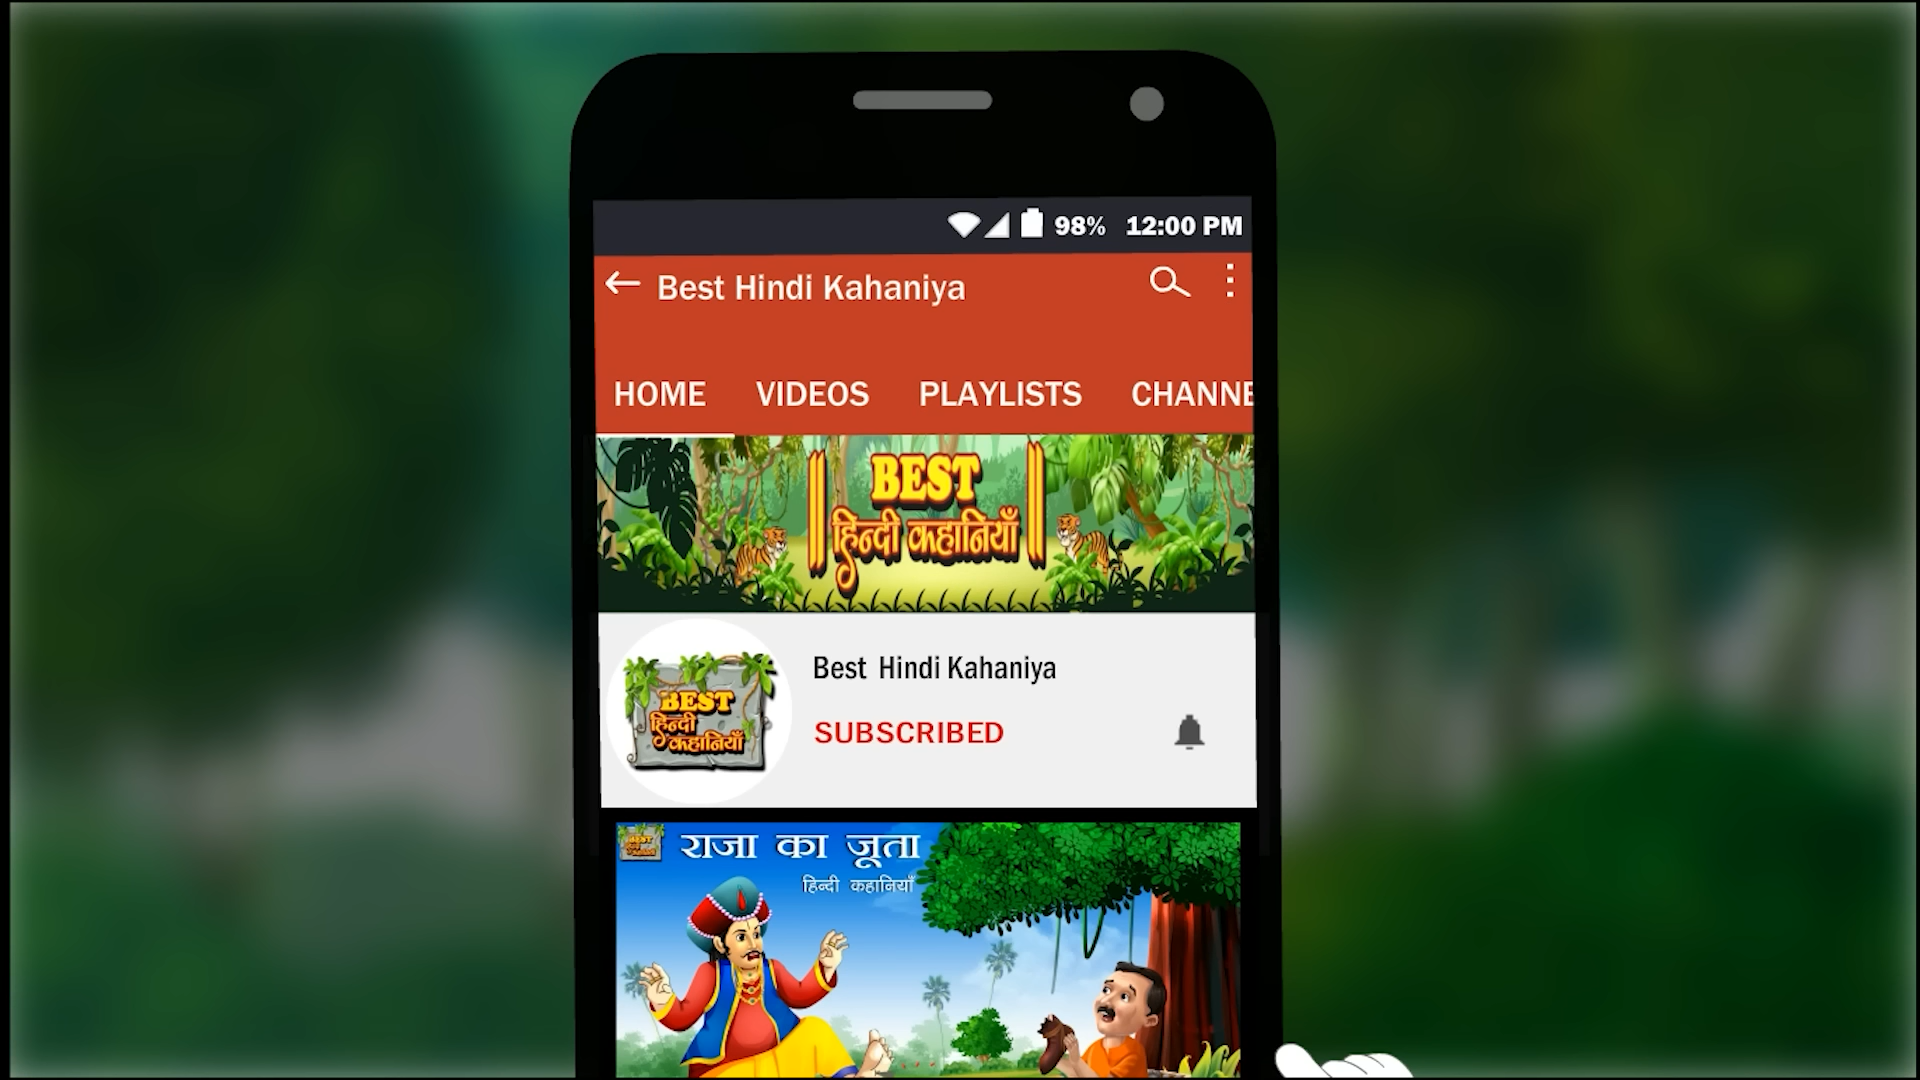 98% 12:00 PM
Best Hindi Kahaniya
HOME VIDEOS PLAYLISTS CHANNE
BEST
हिन्दी कहानियाँ
Best Hindi Kahaniya
SUBSCRIBED
BEST
हिन्दी
कहानियाँ
राजा का जूता
हिन्दी कहानियाँ